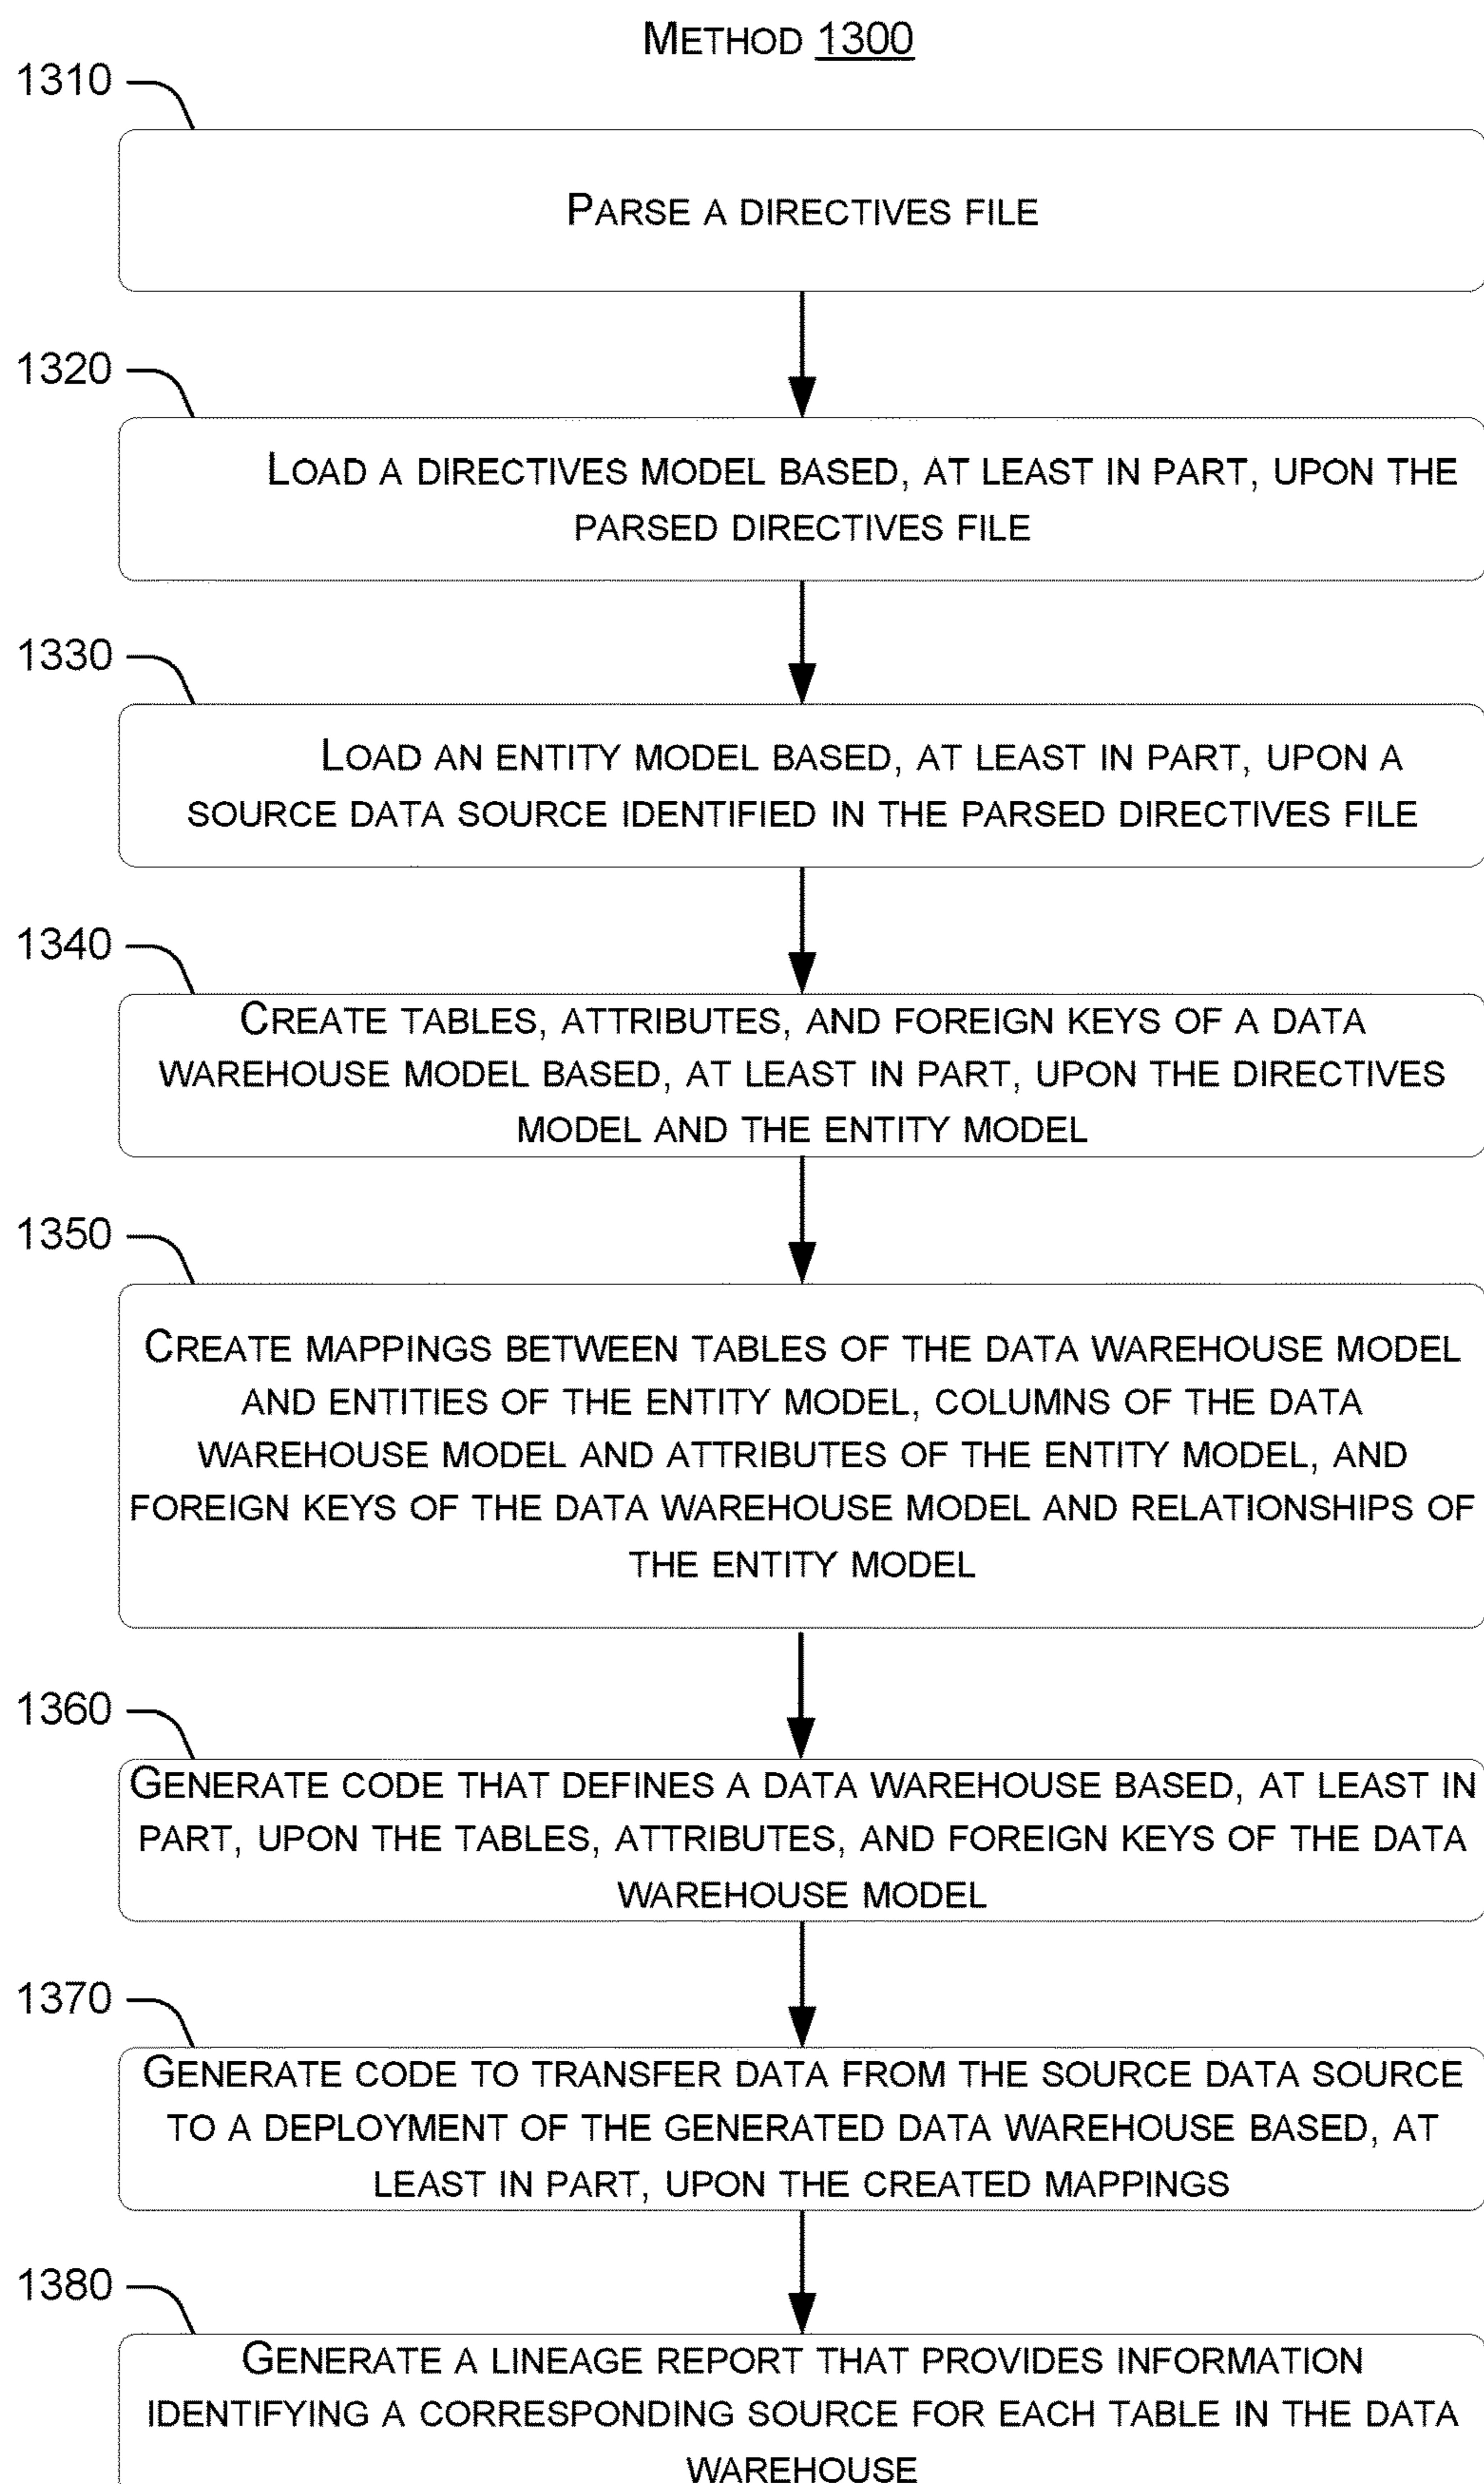 METHOD 1300
1310
PARSE A DIRECTIVES FILE
1320
LOAD A DIRECTIVES MODEL BASED, AT LEAST IN PART, UPON THE
PARSED DIRECTIVES FILE
1330
LOAD AN ENTITY MODEL BASED, AT LEAST IN PART, UPON A
SOURCE DATA SOURCE IDENTIFIED IN THE PARSED DIRECTIVES FILE
1340
CREATE TABLES, ATTRIBUTES, AND FOREIGN KEYS OF A DATA
WAREHOUSE MODEL BASED, AT LEAST IN PART, UPON THE DIRECTIVES
MODEL AND THE ENTITY MODEL
1350
CREATE MAPPINGS BETWEEN TABLES OF THE DATA WAREHOUSE MODEL
AND ENTITIES OF THE ENTITY MODEL, COLUMNS OF THE DATA
WAREHOUSE MODEL AND ATTRIBUTES OF THE ENTITY MODEL, AND
FOREIGN KEYS OF THE DATA WAREHOUSE MODEL AND RELATIONSHIPS OF
THE ENTITY MODEL
1360
GENERATE CODE THAT DEFINES A DATA WAREHOUSE BASED, AT LEAST IN
PART, UPON THE TABLES, ATTRIBUTES, AND FOREIGN KEYS OF THE DATA
WAREHOUSE MODEL
1370
GENERATE CODE TO TRANSFER DATA FROM THE SOURCE DATA SOURCE
TO A DEPLOYMENT OF THE GENERATED DATA WAREHOUSE BASED, AT
LEAST IN PART, UPON THE CREATED MAPPINGS
1380
GENERATE A LINEAGE REPORT THAT PROVIDES INFORMATION
IDENTIFYING A CORRESPONDING SOURCE FOR EACH TABLE IN THE DATA
WAREHOUSE